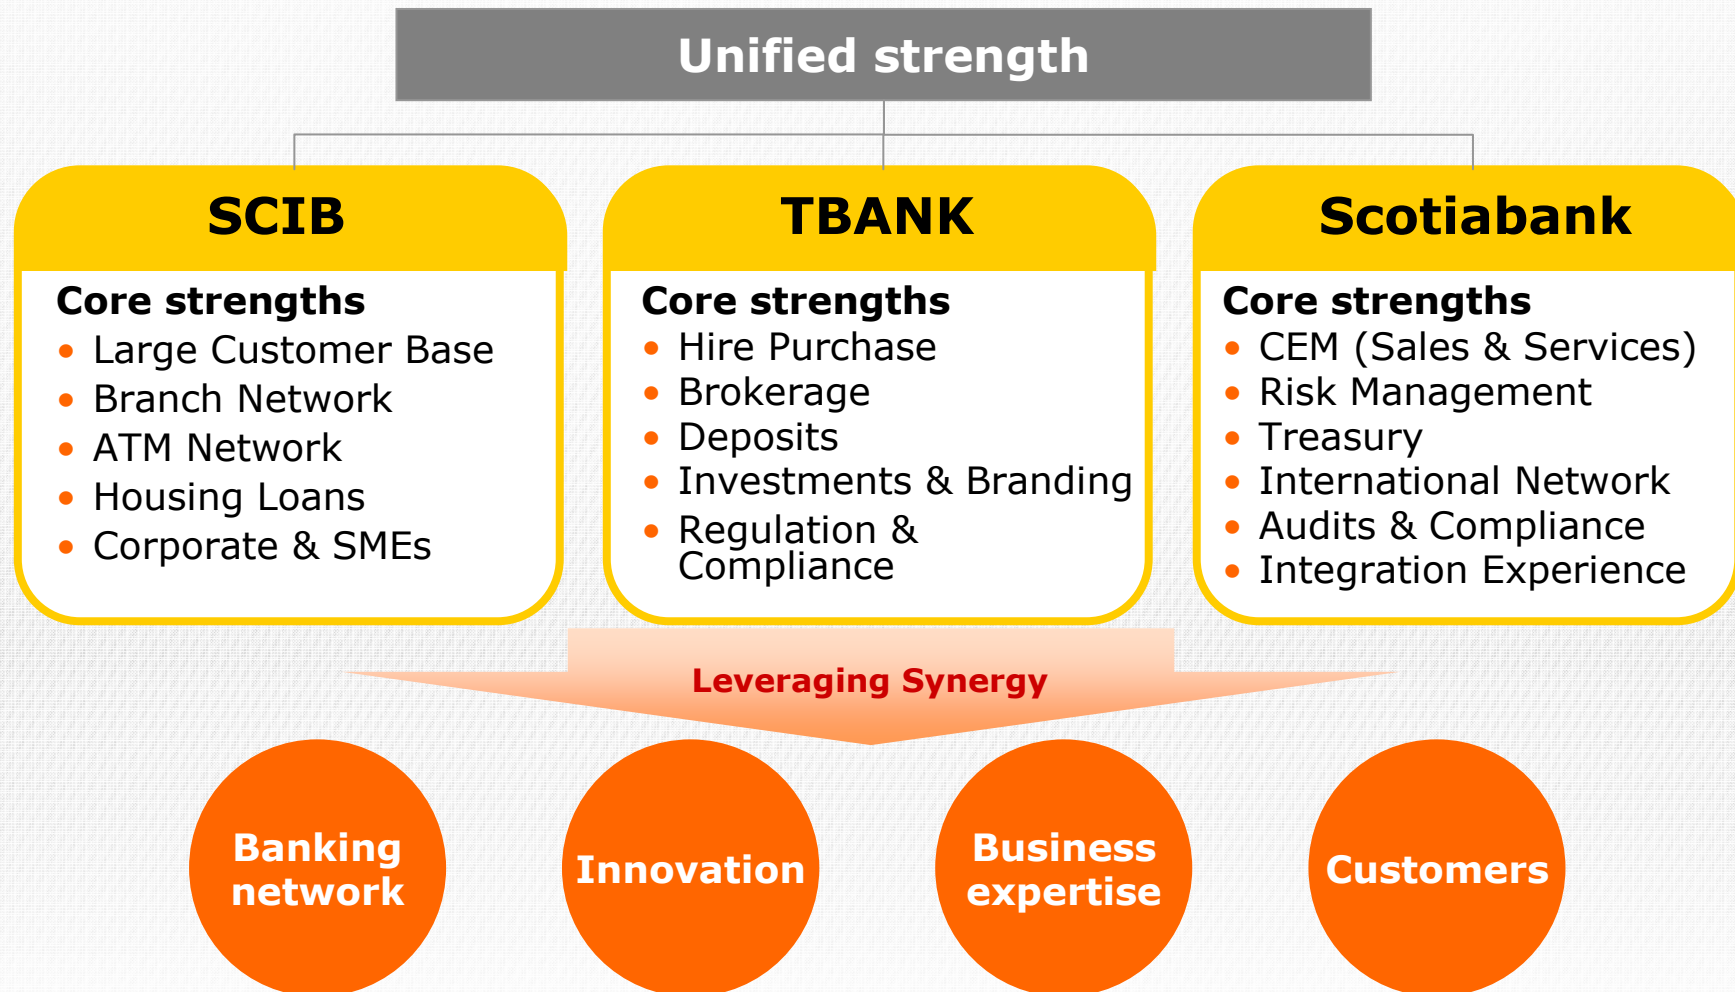 Unified strength
SCIB
Core strengths
• Large Customer Base
• Branch Network
• ATM Network
• Housing Loans
• Corporate & SMEs
TBANK
Core strengths
• Hire Purchase
• Brokerage
• Deposits
• Investments & Branding
• Regulation &
Compliance
Scotiabank
Core strengths
• CEM (Sales & Services)
• Risk Management
• Treasury
• International Network
• Audits & Compliance
• Integration Experience
Leveraging Synergy
Banking
network
Innovation
Business
expertise
Customers